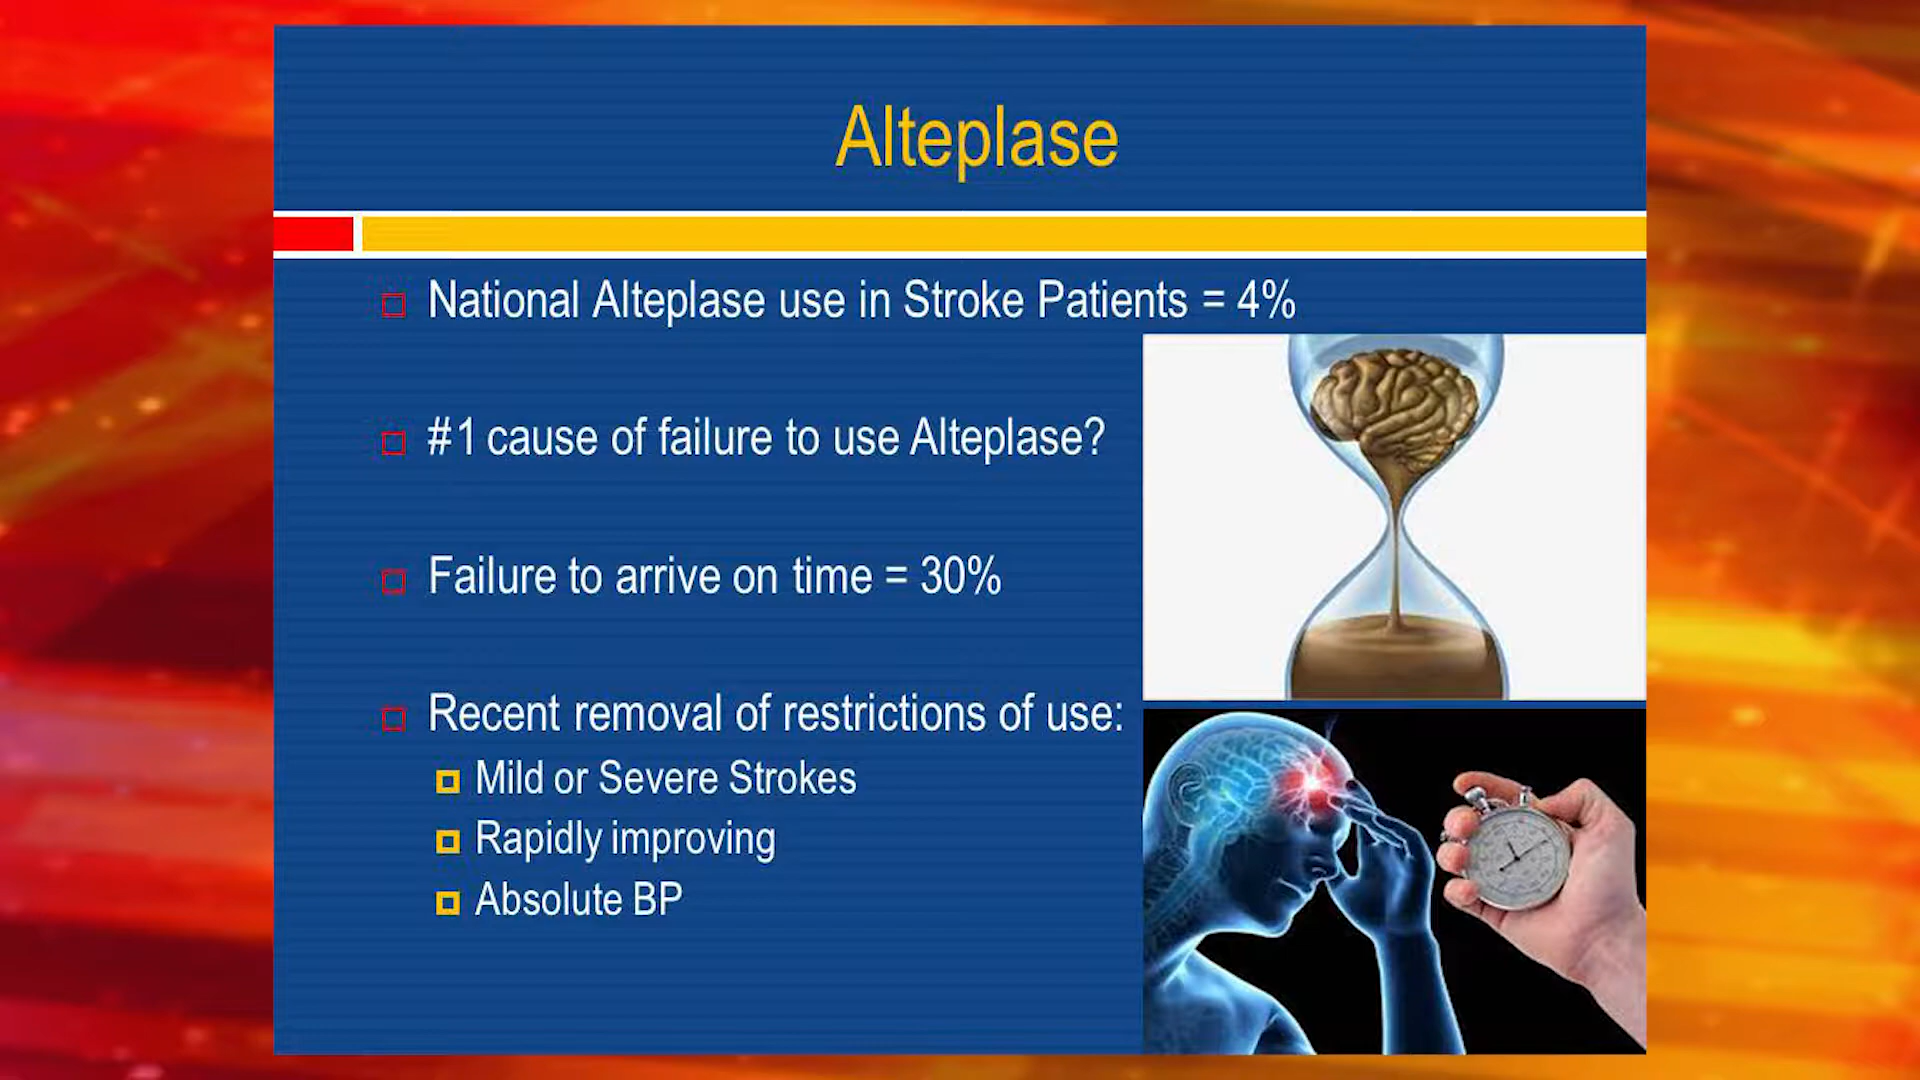 Alteplase
National Alteplase use in Stroke Patients = 4%
#1 cause of failure to use Alteplase?
Failure to arrive on time = 30%
Recent removal of restrictions of use:
Mild or Severe Strokes
Rapidly improving
Absolute BP